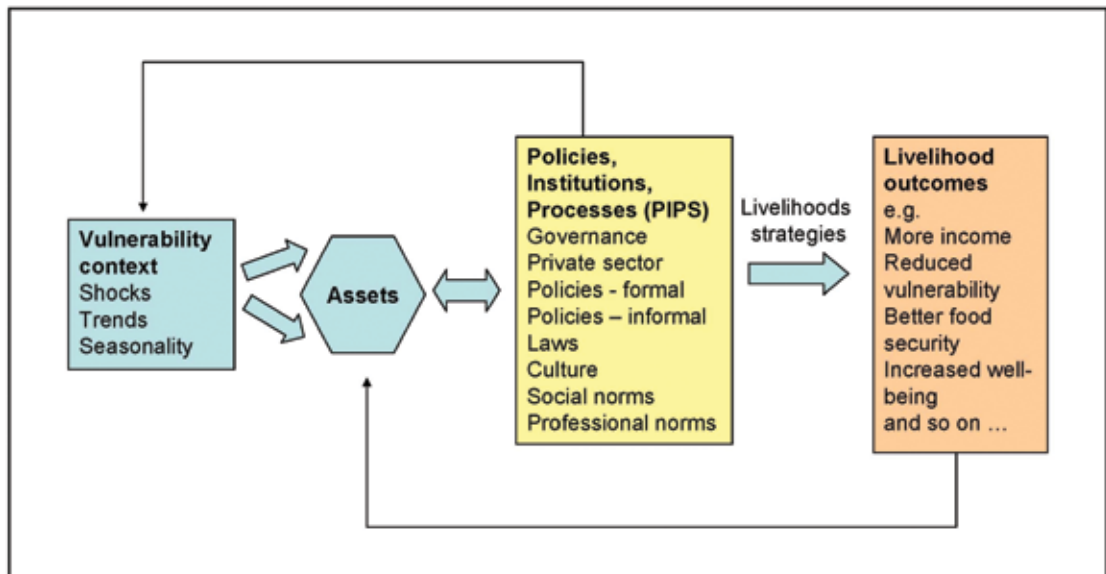 Vulnerability
context
Shocks
Trends
Seasonality
Assets
Policies,
Institutions,
Processes (PIPS)
Governance
Private sector
Policies - formal
Policies – informal
Laws
Culture
Social norms
Professional norms
Livelihoods
strategies
Livelihood
outcomes
e.g.
More income
Reduced
vulnerability
Better food
security
Increased well-
being
and so on ...